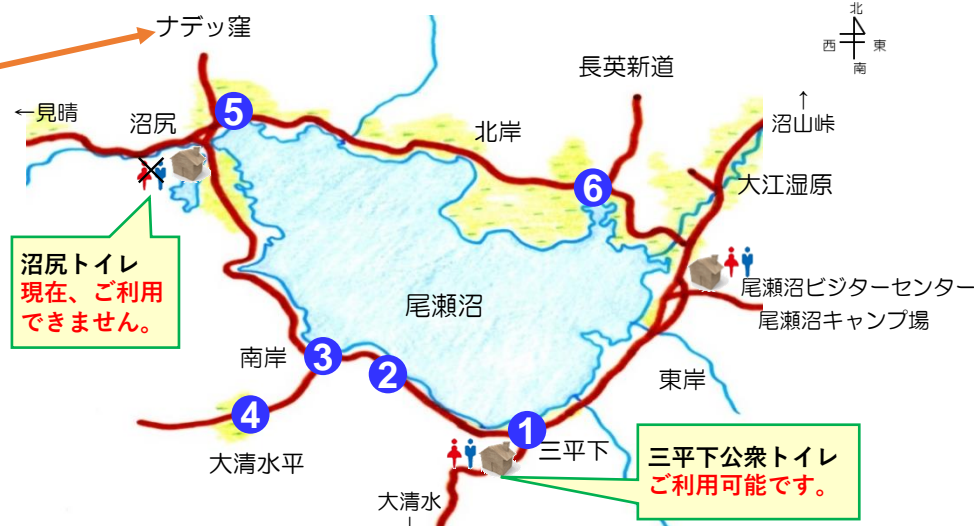 ナデッ窪
北
西 東
南
長英新道
←見晴
5
沼尻
北岸
↑
沼山峠
6
大江湿原
沼尻トイレ
現在、ご利用
できません。
尾瀬沼
尾瀬沼ビジターセンター
尾瀬沼キャンプ場
南岸
3
2
東岸
4
1
大清水平
三平下
三平下公衆トイレ
ご利用可能です。
大清水